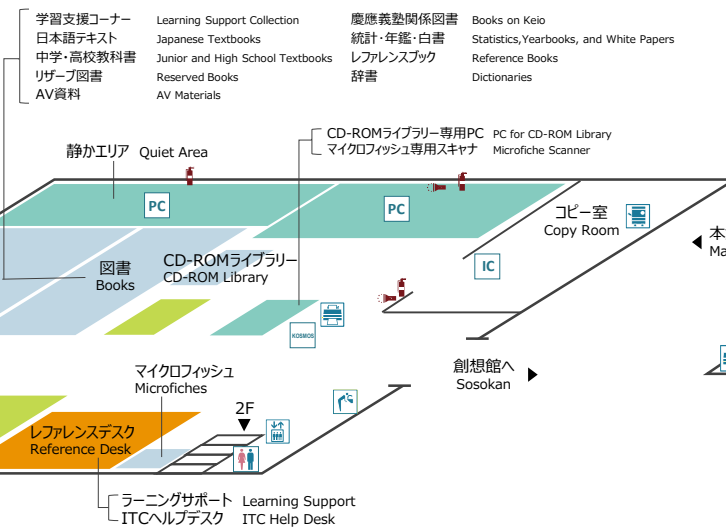 学習支援コーナー Learning Support Collection
日本語テキスト Japanese Textbooks
中学・高校教科書 Junior and High School Textbooks
リザーブ図書 Reserved Books
AV資料 AV Materials
慶應義塾関係図書 Books on Keio
統計・年鑑・白書 Statistics,Yearbooks, and White Papers
レファレンスブック Reference Books
辞書 Dictionaries
CD-ROMライブラリー専用PC PC for CD-ROM Library
マイクロフィッシュ専用スキャナ Microfiche Scanner
静かエリア Quiet Area
PC
PC
コピー室
Copy Room
本
Ma
図書
Books
CD-ROMライブラリー
CD-ROM Library
IC
KOSMOS
創想館へ
Sosokan
マイクロフィッシュ
Microfiches
2F
レファレンスデスク
Reference Desk
ラーニングサポート Learning Support
ITCヘルプデスク ITC Help Desk